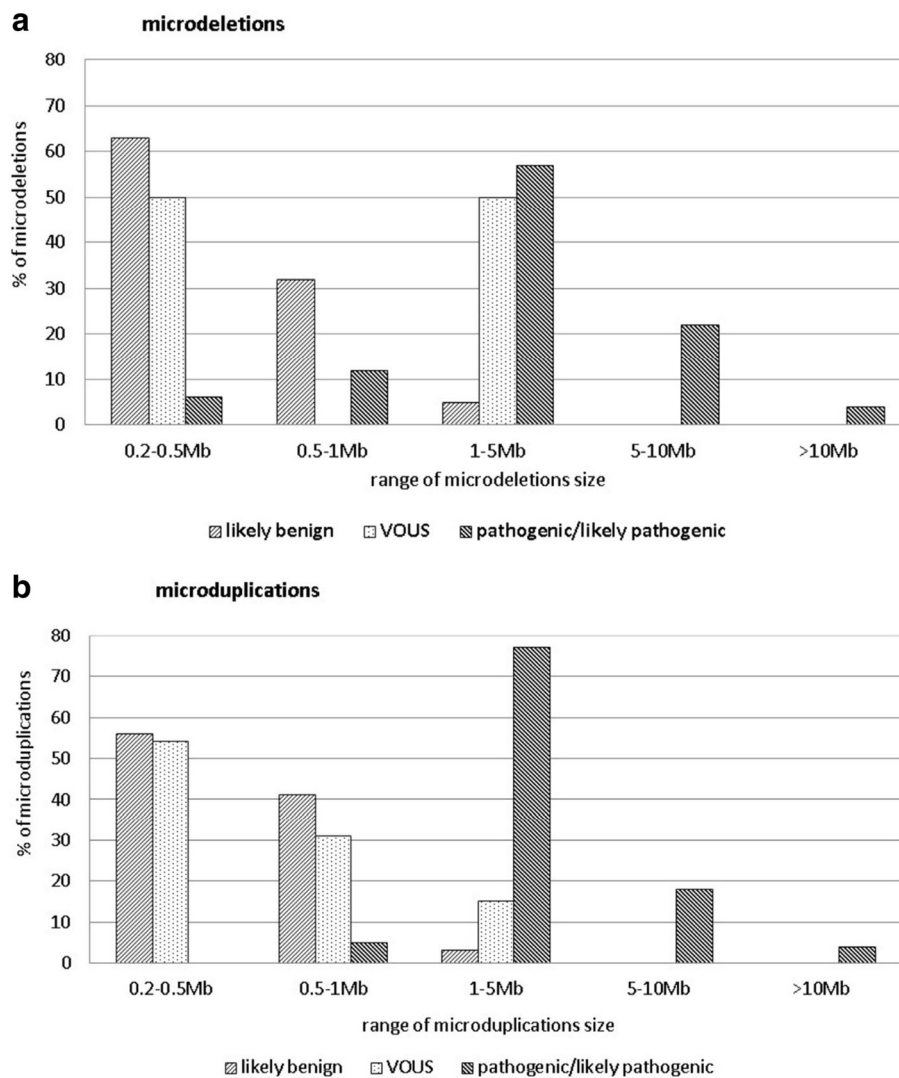 a microdeletions
80
70
60
50
40
30
20
10
0
% of microdeletions
0.2-0.5Mb 0.5-1Mb 1-5Mb 5-10Mb >10Mb
range of microdeletions size
likely benign VOUS pathogenic/likely pathogenic
b microduplications
80
70
60
50
40
30
20
10
0
% of microduplications
0.2-0.5Mb 0.5-1Mb 1-5Mb 5-10Mb >10Mb
range of microduplications size
likely benign VOUS pathogenic/likely pathogenic